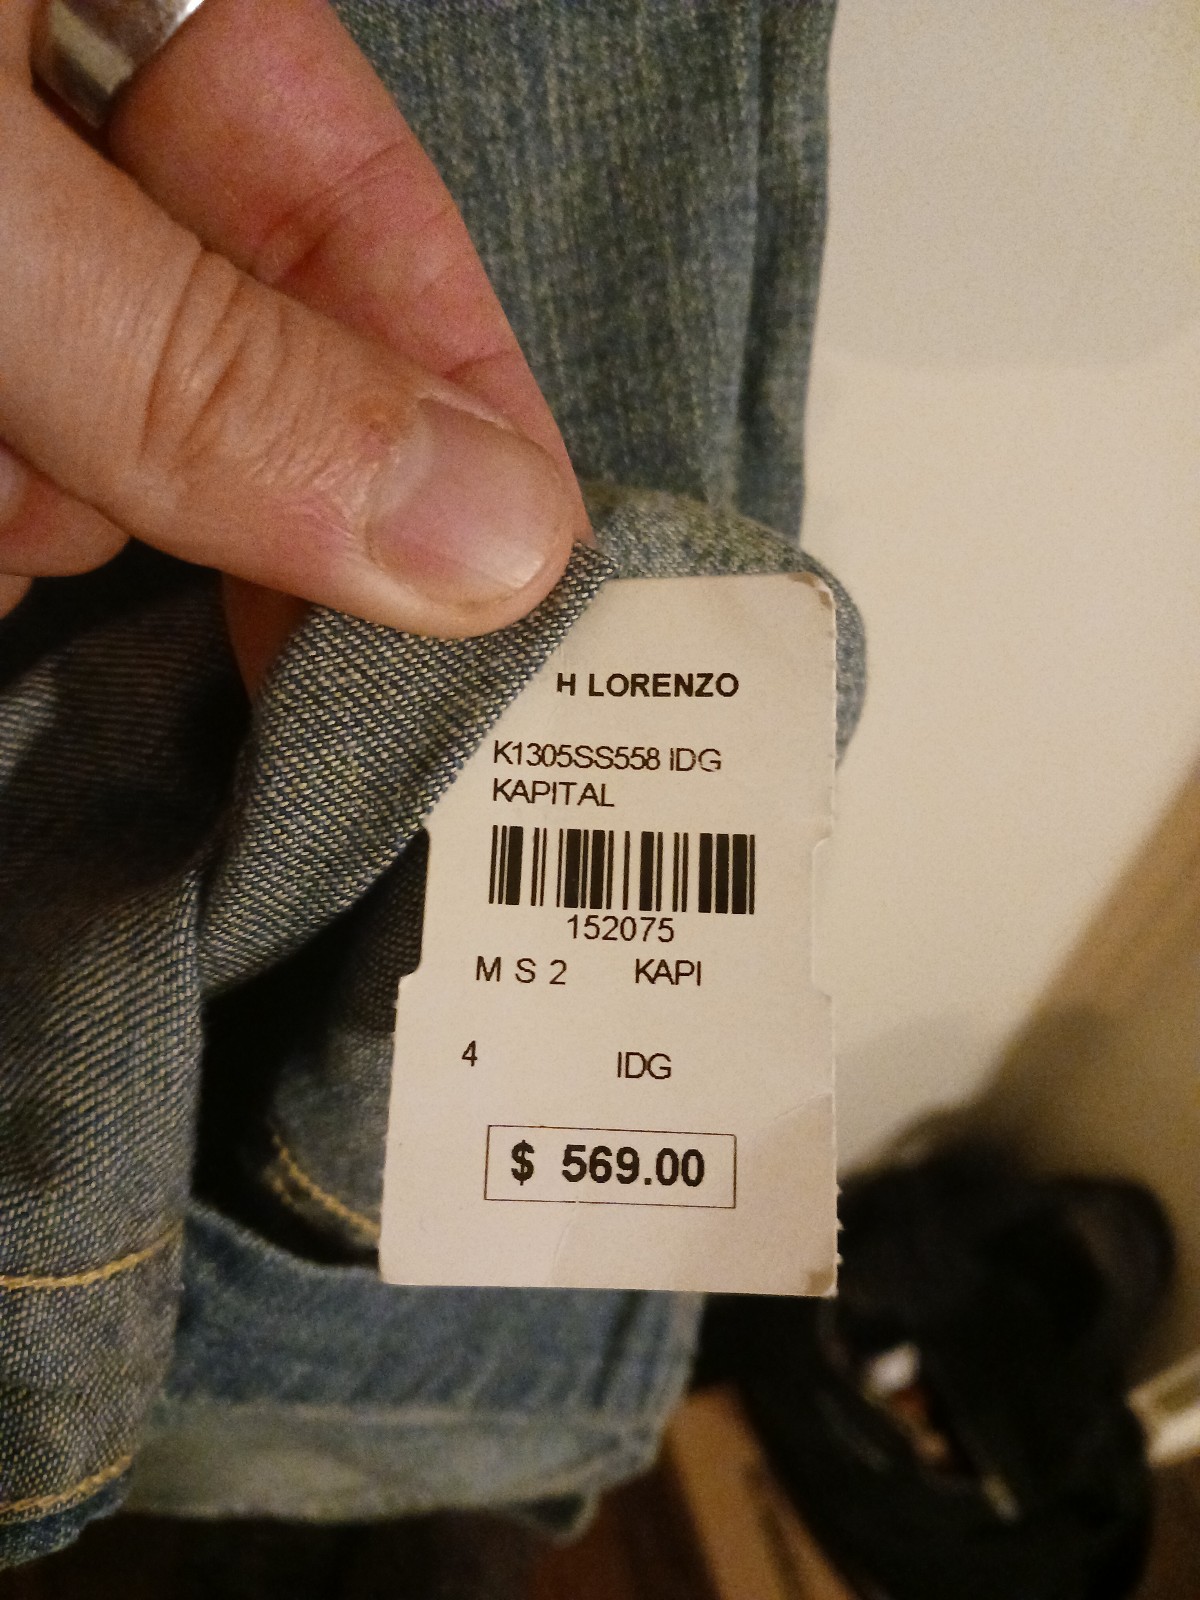 H LORENZO
K1305SS558 IDG
KAPITAL
152075
M S 2 KAPI
4 IDG
$ 569.00